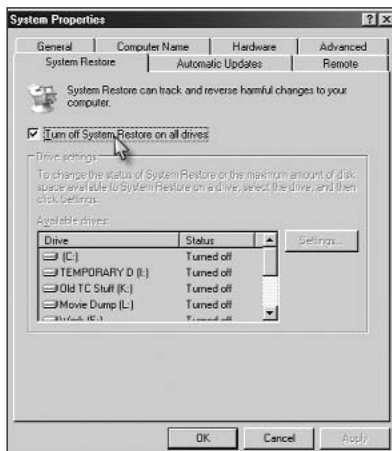 System Properties
General
Computer Name
Hardware
Advanced
System Restore
Automatic Updates
Remote
System Restore can track and reverse harmful changes to your
computer.
Turn off System Restore on all drives
Drive settings
To change the status of System Restore or the maximum amount of disk
space available to System Restore on a drive, select the drive, and then
click Settings.
Available drives:
Drive Status
(C:) Turned off
TEMPORARY D (I:) Turned off
Old TC Stuff (K:) Turned off
Movie Dump (L:) Turned off
Settings...
OK
Cancel
Apply